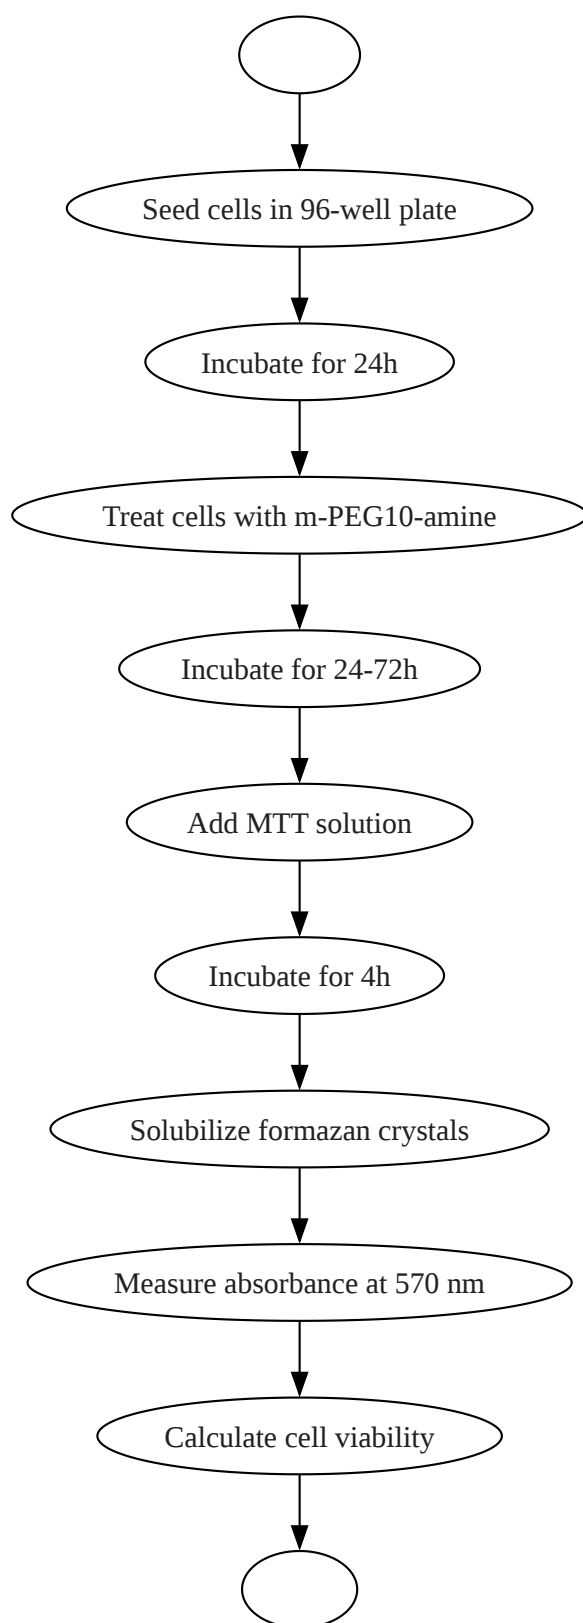 Seed cells in 96-well plate
Incubate for 24h
Treat cells with m-PEG10-amine
Incubate for 24-72h
Add MTT solution
Incubate for 4h
Solubilize formazan crystals
Measure absorbance at 570 nm
Calculate cell viability